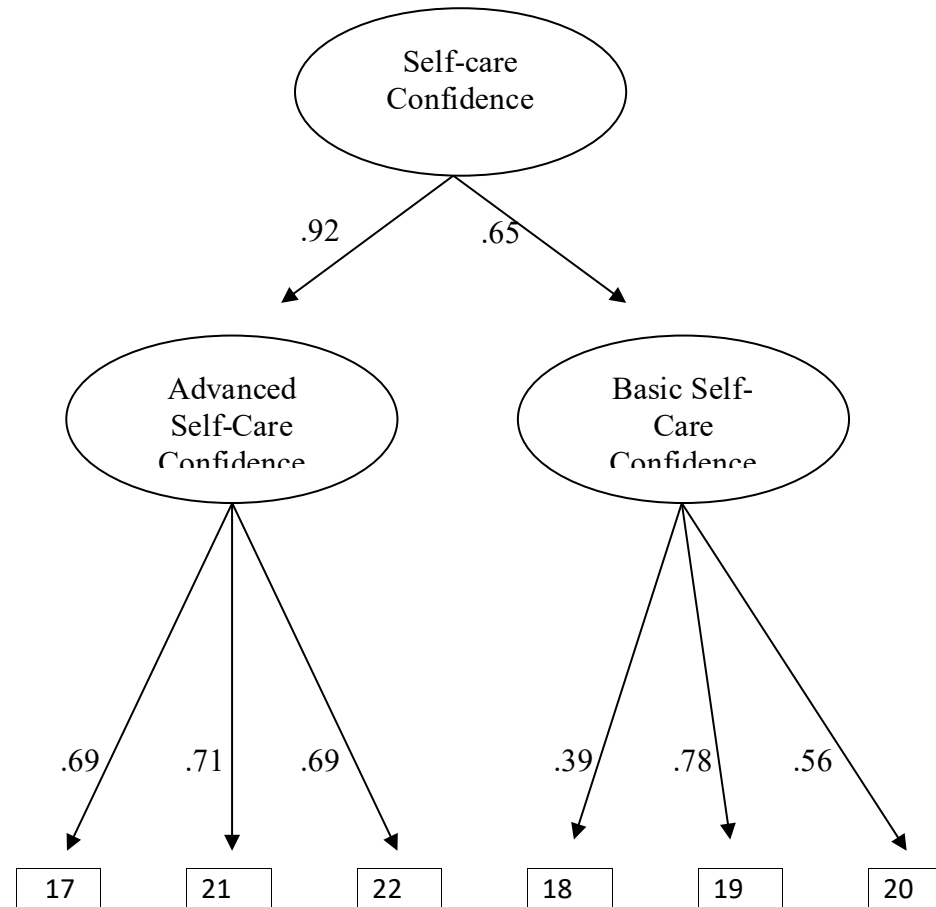 Self-care
Confidence
.92
.65
Advanced
Self-Care
Confidence
Basic Self-
Care
Confidence
.69
.71
.69
.39
.78
.56
17
21
22
18
19
20